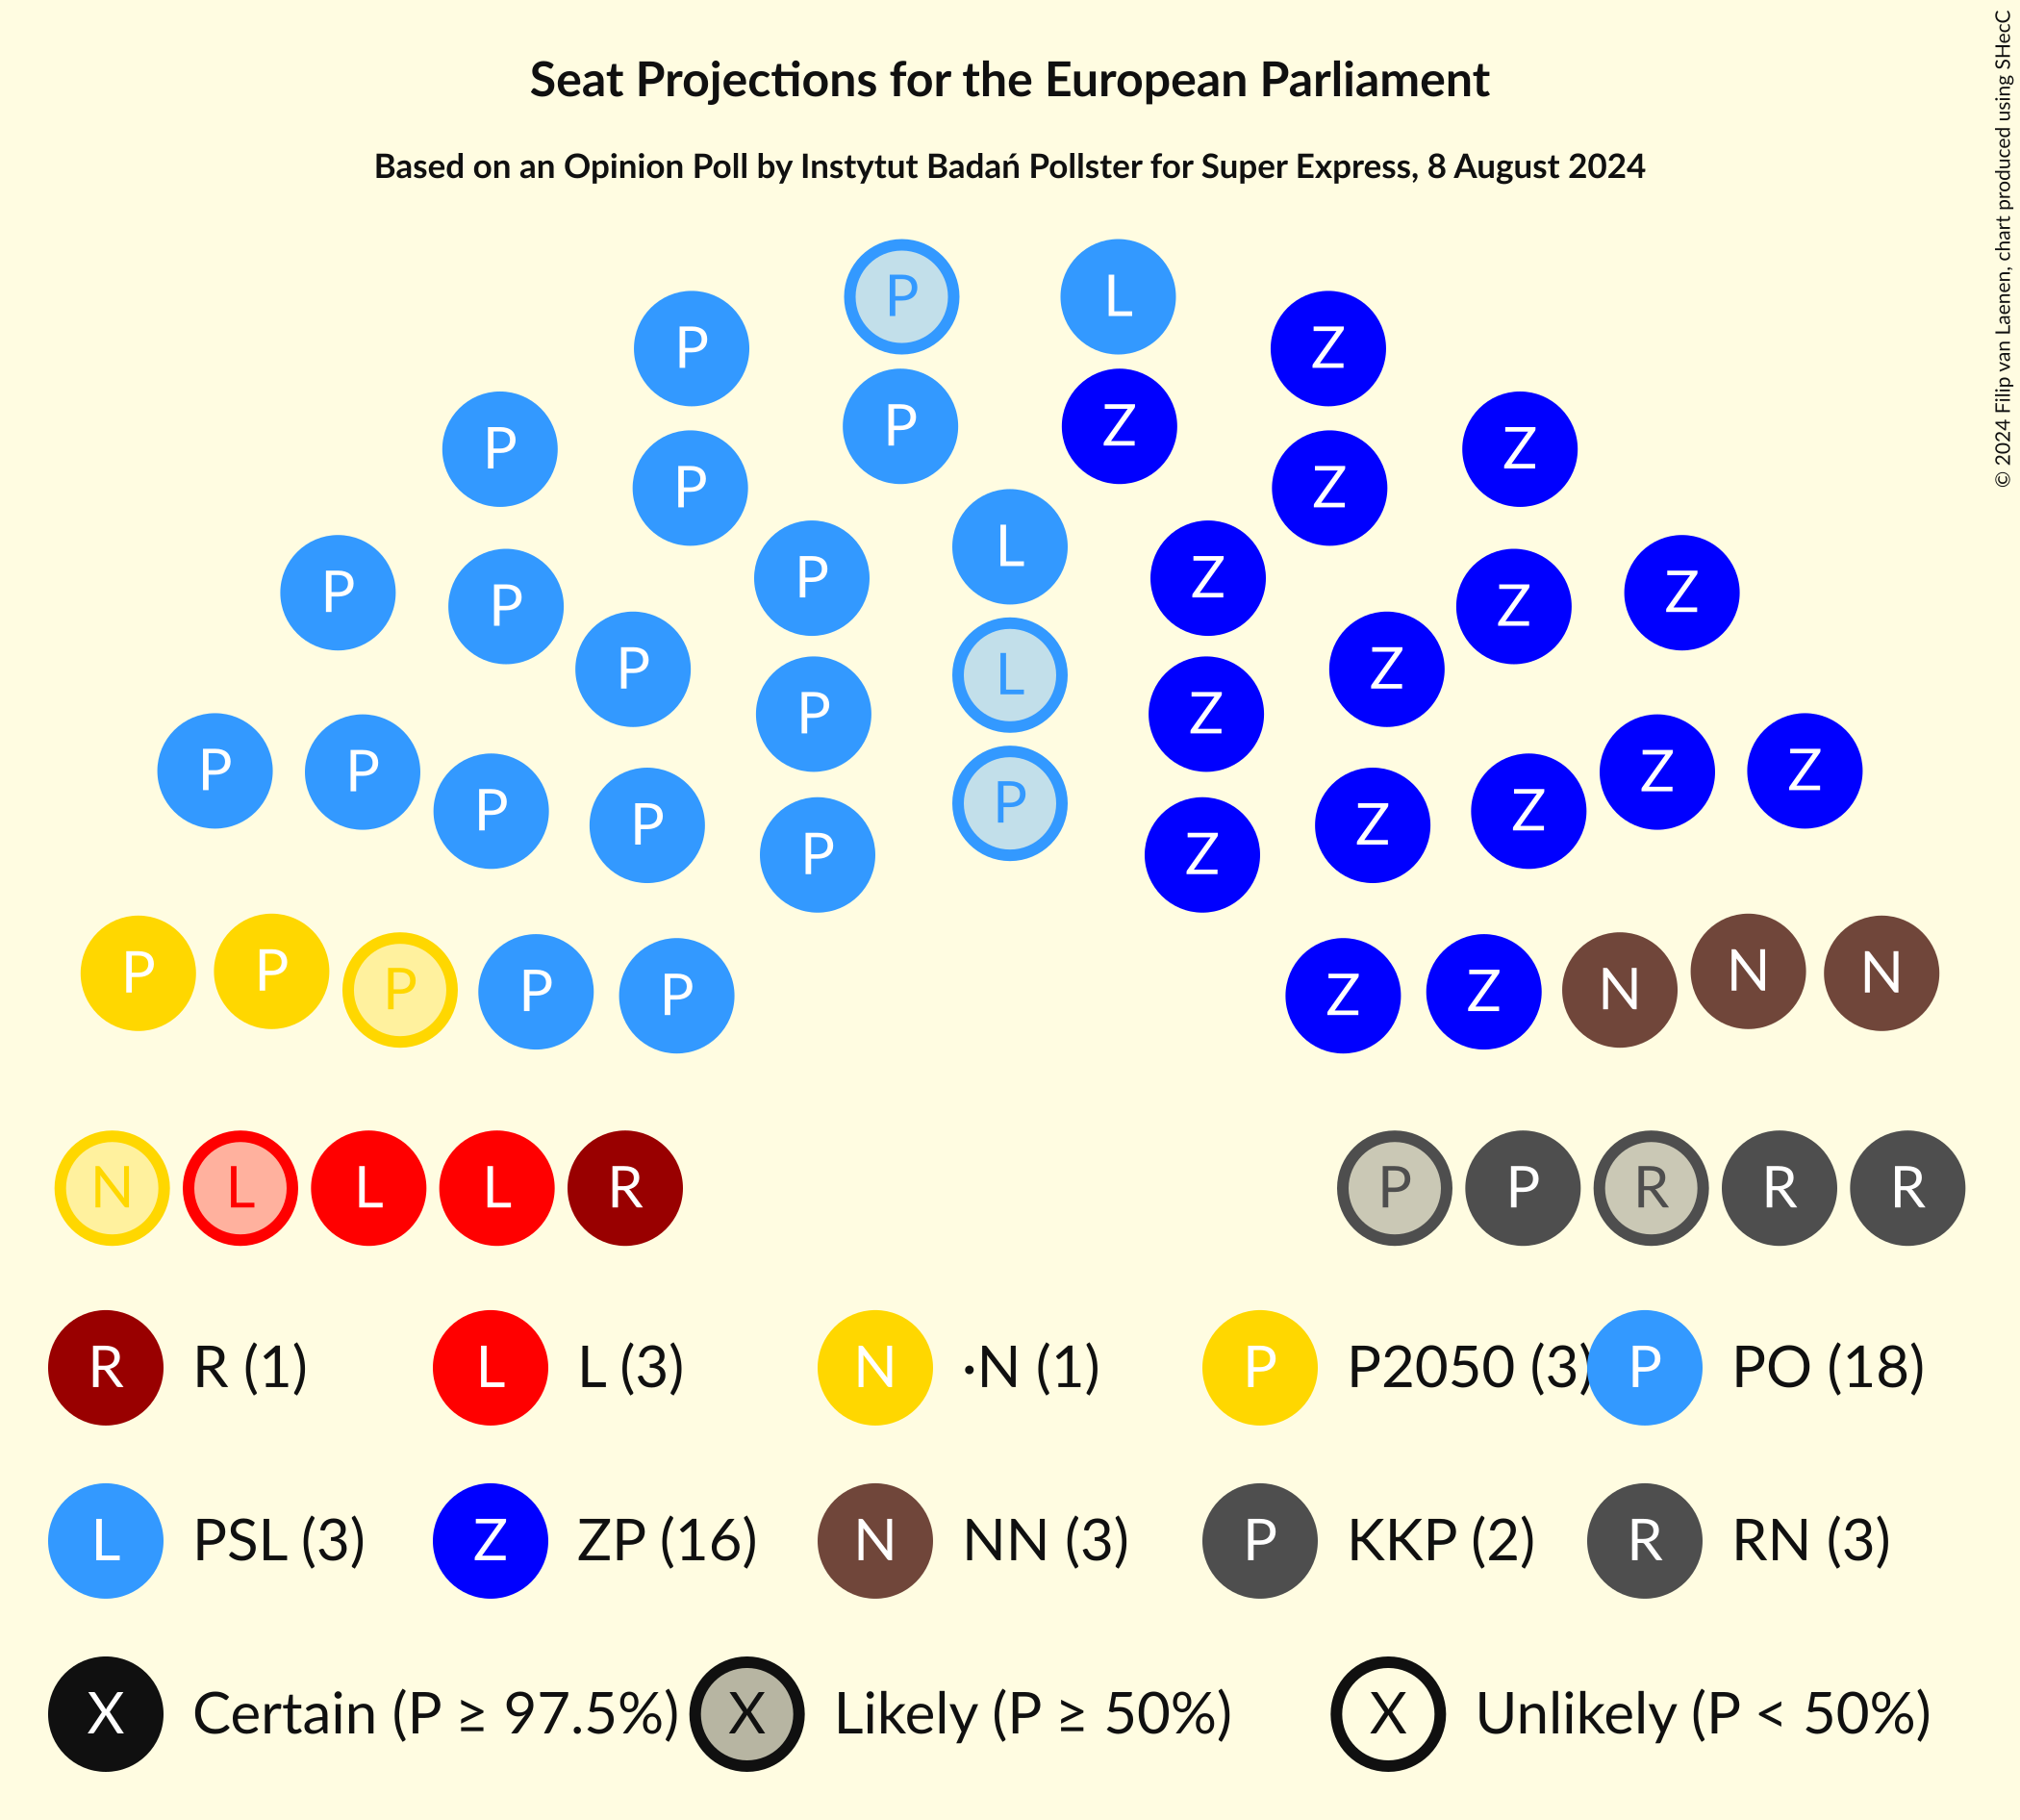 Seat Projections for the European Parliament
Based on an Opinion Poll by Instytut Badań Pollster for Super Express, 8 August 2024
© 2024 Filip van Laenen, chart produced using SHecC
P L
P Z
P Z
P Z
P Z
L
P Z
P P Z Z
P Z
L
P Z
P P Z Z
P P Z Z
P
P Z
P P P P P Z Z N N N
N L L L R P P R R R
R R (1) L L (3) N ·N (1) P P2050 (3) P PO (18)
L PSL (3) Z ZP (16) N NN (3) P KKP (2) R RN (3)
X Certain (P ≥ 97.5%) X Likely (P ≥ 50%) X Unlikely (P < 50%)